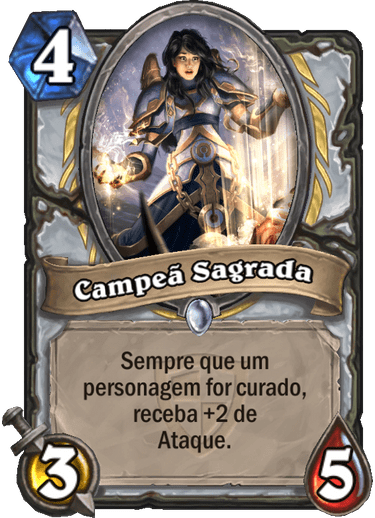 4
Campeã Sagrada
Sempre que um
personagem for curado,
receba +2 de
Ataque.
3
5